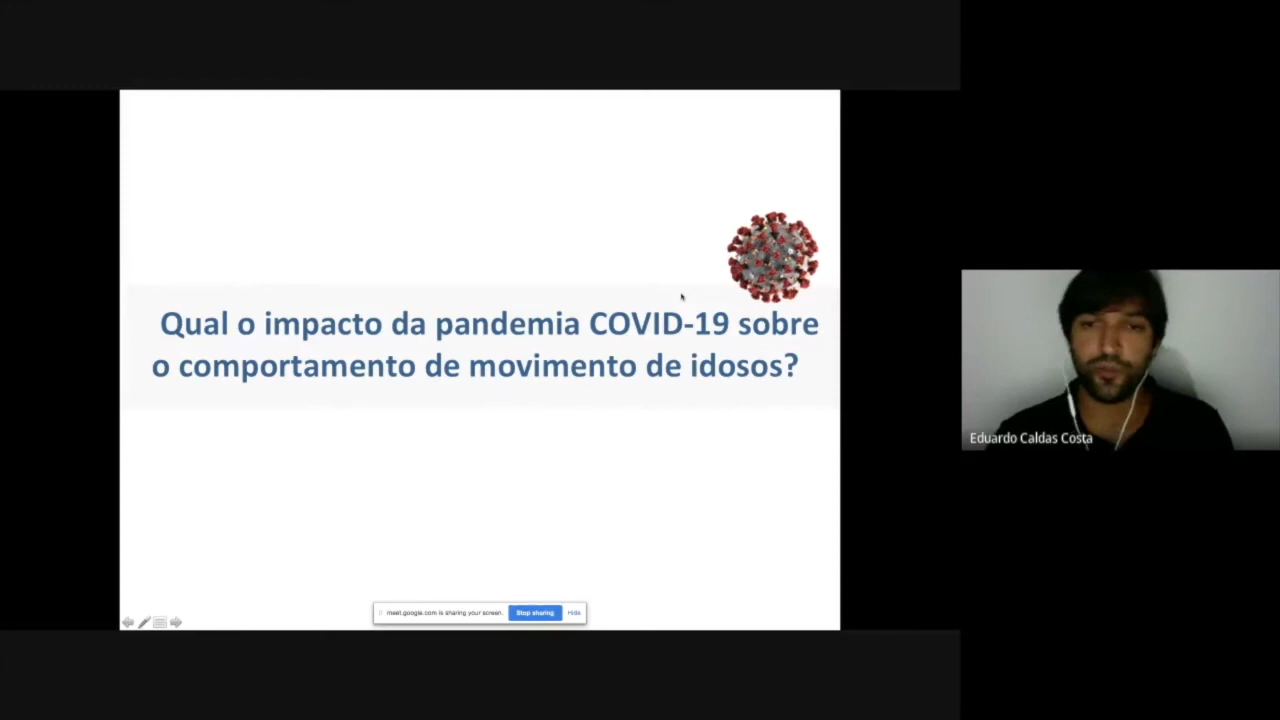 Qual o impacto da pandemia COVID-19 sobre
o comportamento de movimento de idosos?
Eduardo Caldas Costa
meet.google.com is sharing your screen.
Stop sharing
Hide